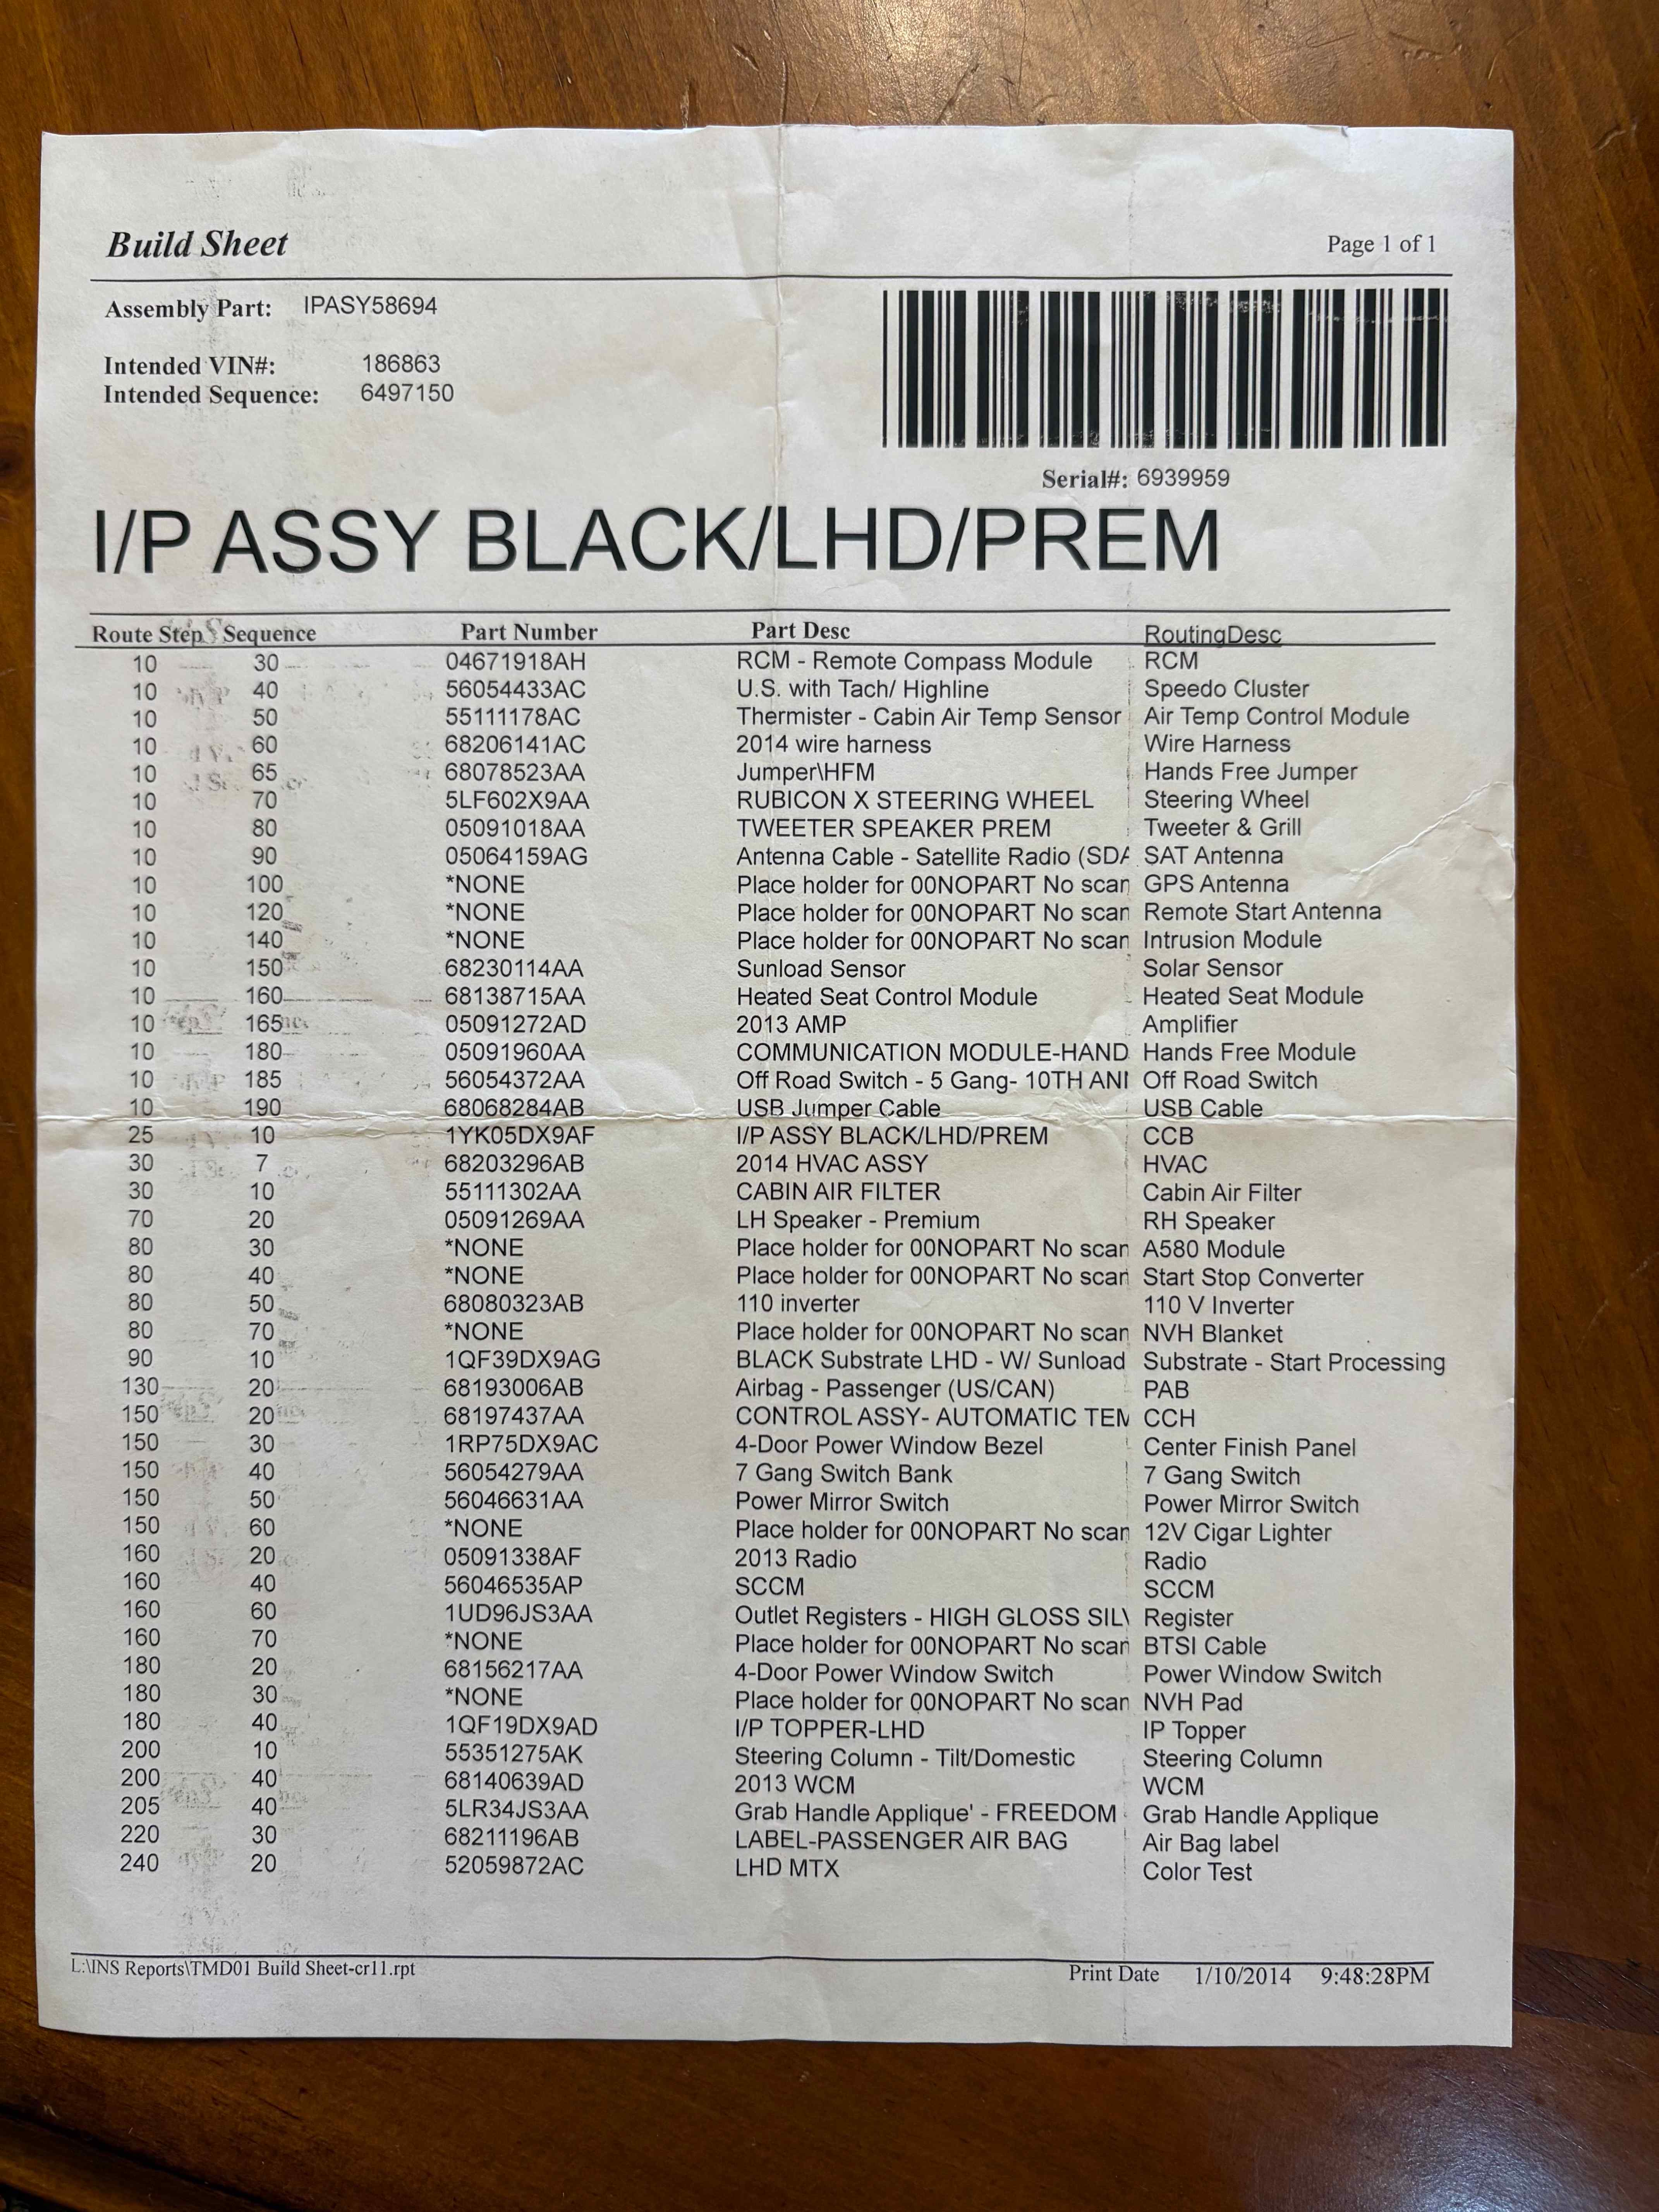 Build Sheet Page 1 of 1
Assembly Part: IPASY58694
Intended VIN#: 186863
Intended Sequence: 6497150
Serial#: 6939959
I/P ASSY BLACK/LHD/PREM
Route Step Sequence Part Number Part Desc RoutingDesc
10 30 04671918AH RCM - Remote Compass Module RCM
10 40 56054433AC U.S. with Tach/ Highline Speedo Cluster
10 50 55111178AC Thermister - Cabin Air Temp Sensor Air Temp Control Module
10 60 68206141AC 2014 wire harness Wire Harness
10 65 68078523AA Jumper\HFM Hands Free Jumper
10 70 5LF602X9AA RUBICON X STEERING WHEEL Steering Wheel
10 80 05091018AA TWEETER SPEAKER PREM Tweeter & Grill
10 90 05064159AG Antenna Cable - Satellite Radio (SDA SAT Antenna
10 100 *NONE Place holder for 00NOPART No scan GPS Antenna
10 120 *NONE Place holder for 00NOPART No scan Remote Start Antenna
10 140 *NONE Place holder for 00NOPART No scan Intrusion Module
10 150 68230114AA Sunload Sensor Solar Sensor
10 160 68138715AA Heated Seat Control Module Heated Seat Module
10 165 05091272AD 2013 AMP Amplifier
10 180 05091960AA COMMUNICATION MODULE-HAND Hands Free Module
10 185 56054372AA Off Road Switch - 5 Gang- 10TH ANI Off Road Switch
10 190 68068284AB USB Jumper Cable USB Cable
25 10 1YK05DX9AF I/P ASSY BLACK/LHD/PREM CCB
30 7 68203296AB 2014 HVAC ASSY HVAC
30 10 55111302AA CABIN AIR FILTER Cabin Air Filter
70 20 05091269AA LH Speaker - Premium RH Speaker
80 30 *NONE Place holder for 00NOPART No scan A580 Module
80 40 *NONE Place holder for 00NOPART No scan Start Stop Converter
80 50 68080323AB 110 inverter 110 V Inverter
80 70 *NONE Place holder for 00NOPART No scan NVH Blanket
90 10 1QF39DX9AG BLACK Substrate LHD - W/ Sunload Substrate - Start Processing
130 20 68193006AB Airbag - Passenger (US/CAN) PAB
150 20 68197437AA CONTROL ASSY- AUTOMATIC TEM CCH
150 30 1RP75DX9AC 4-Door Power Window Bezel Center Finish Panel
150 40 56054279AA 7 Gang Switch Bank 7 Gang Switch
150 50 56046631AA Power Mirror Switch Power Mirror Switch
150 60 *NONE Place holder for 00NOPART No scan 12V Cigar Lighter
160 20 05091338AF 2013 Radio Radio
160 40 56046535AP SCCM SCCM
160 60 1UD96JS3AA Outlet Registers - HIGH GLOSS SILV Register
160 70 *NONE Place holder for 00NOPART No scan BTSI Cable
180 20 68156217AA 4-Door Power Window Switch Power Window Switch
180 30 *NONE Place holder for 00NOPART No scan NVH Pad
180 40 1QF19DX9AD I/P TOPPER-LHD IP Topper
200 10 55351275AK Steering Column - Tilt/Domestic Steering Column
200 40 68140639AD 2013 WCM WCM
205 40 5LR34JS3AA Grab Handle Applique' - FREEDOM Grab Handle Applique
220 30 68211196AB LABEL-PASSENGER AIR BAG Air Bag label
240 20 52059872AC LHD MTX Color Test
L:\INS Reports\TMD01 Build Sheet-cr11.rpt Print Date 1/10/2014 9:48:28PM